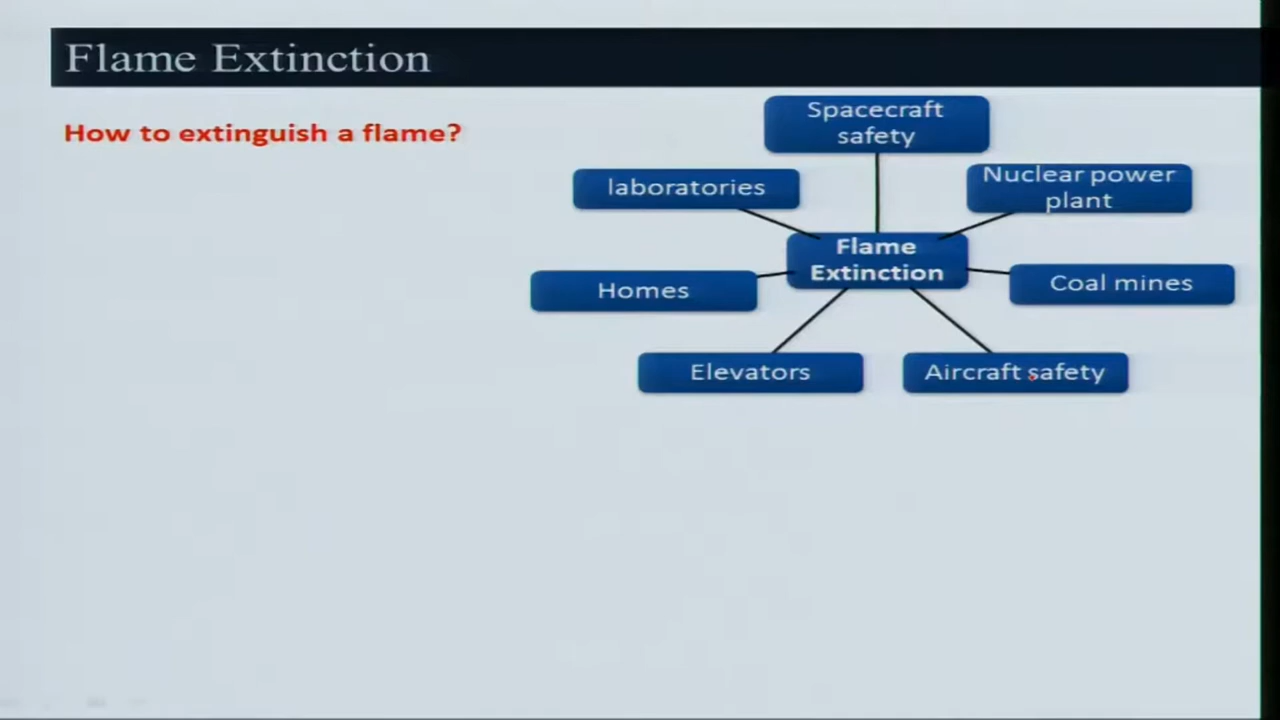 Flame Extinction
How to extinguish a flame?
Spacecraft
safety
laboratories
Nuclear power
plant
Flame
Extinction
Homes
Coal mines
Elevators
Aircraft safety